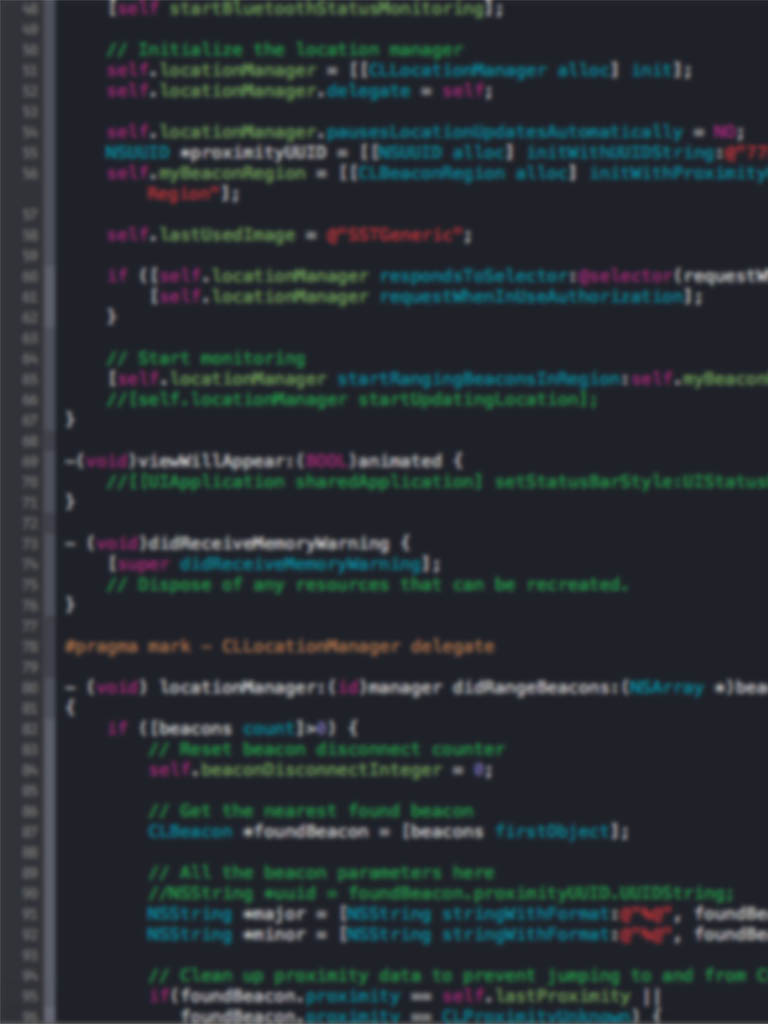 48 [self startBluetoothStatusMonitoring];
49
50 // Initialize the location manager
51 self.locationManager = [[CLLocationManager alloc] init];
52 self.locationManager.delegate = self;
53
54 self.locationManager.pausesLocationUpdatesAutomatically = NO;
55 NSUUID *proximityUUID = [[NSUUID alloc] initWithUUIDString:@"77
56 self.myBeaconRegion = [[CLBeaconRegion alloc] initWithProximity
Region"];
57
58 self.lastUsedImage = @"SSTGeneric";
59
60 if ([self.locationManager respondsToSelector:@selector(requestW
61 [self.locationManager requestWhenInUseAuthorization];
62 }
63
64 // Start monitoring
65 [self.locationManager startRangingBeaconsInRegion:self.myBeacon
66 //[self.locationManager startUpdatingLocation];
67 }
68
69 -(void)viewWillAppear:(BOOL)animated {
70 //[[UIApplication sharedApplication] setStatusBarStyle:UIStatus
71 }
72
73 - (void)didReceiveMemoryWarning {
74 [super didReceiveMemoryWarning];
75 // Dispose of any resources that can be recreated.
76 }
77
78 #pragma mark - CLLocationManager delegate
79
80 - (void) locationManager:(id)manager didRangeBeacons:(NSArray *)bea
81 {
82 if ([beacons count]>0) {
83 // Reset beacon disconnect counter
84 self.beaconDisconnectInteger = 0;
85
86 // Get the nearest found beacon
87 CLBeacon *foundBeacon = [beacons firstObject];
88
89 // All the beacon parameters here
90 //NSString *uuid = foundBeacon.proximityUUID.UUIDString;
91 NSString *major = [NSString stringWithFormat:@"%@", foundBe
92 NSString *minor = [NSString stringWithFormat:@"%@", foundBe
93
94 // Clean up proximity data to prevent jumping to and from C
95 if(foundBeacon.proximity == self.lastProximity ||
96 foundBeacon.proximity == CLProximityUnknown) {